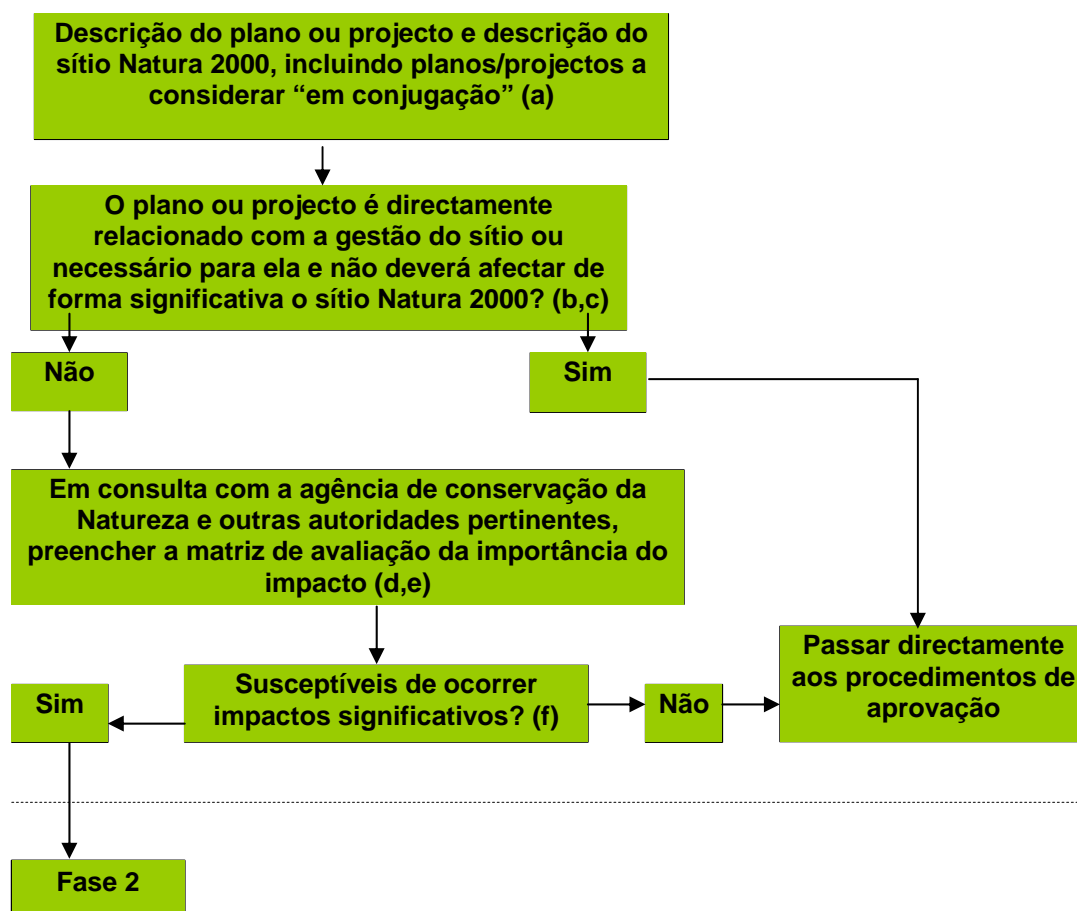 Descrição do plano ou projecto e descrição do
sítio Natura 2000, incluindo planos/projectos a
considerar “em conjugação” (a)
O plano ou projecto é directamente
relacionado com a gestão do sítio ou
necessário para ela e não deverá afectar de
forma significativa o sítio Natura 2000? (b,c)
Não
Sim
Em consulta com a agência de conservação da
Natureza e outras autoridades pertinentes,
preencher a matriz de avaliação da importância do
impacto (d,e)
Sim
Susceptíveis de ocorrer
impactos significativos? (f)
Não
Passar directamente
aos procedimentos de
aprovação
Fase 2